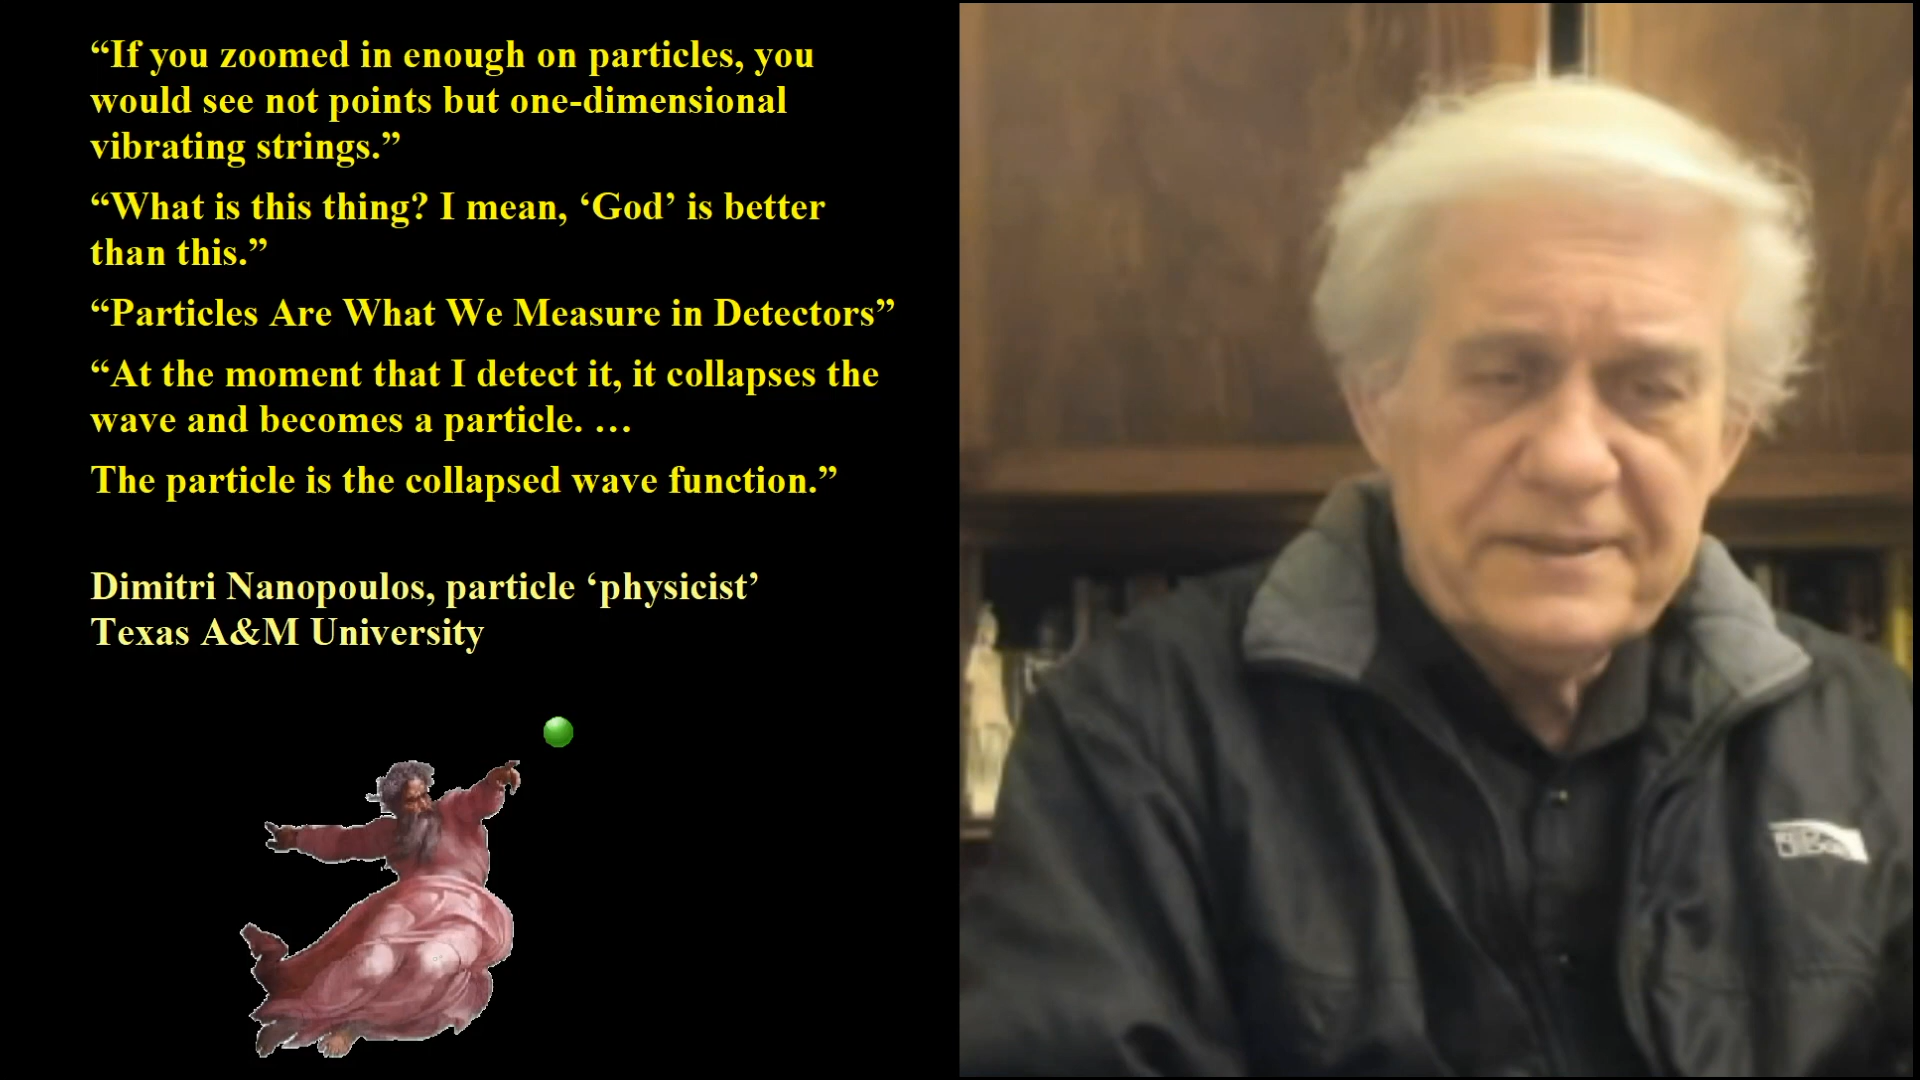 “If you zoomed in enough on particles, you
would see not points but one-dimensional
vibrating strings.”
“What is this thing? I mean, ‘God’ is better
than this.”
“Particles Are What We Measure in Detectors”
“At the moment that I detect it, it collapses the
wave and becomes a particle. …
The particle is the collapsed wave function.”
Dimitri Nanopoulos, particle ‘physicist’
Texas A&M University